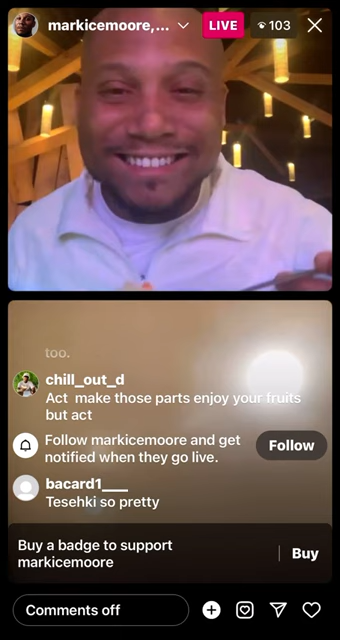 markicemoore,...
LIVE
103
too.
chill_out_d
Act make those parts enjoy your fruits
but act
Follow markicemoore and get
notified when they go live.
Follow
bacard1___
Tesehki so pretty
Buy a badge to support
markicemoore
Buy
Comments off